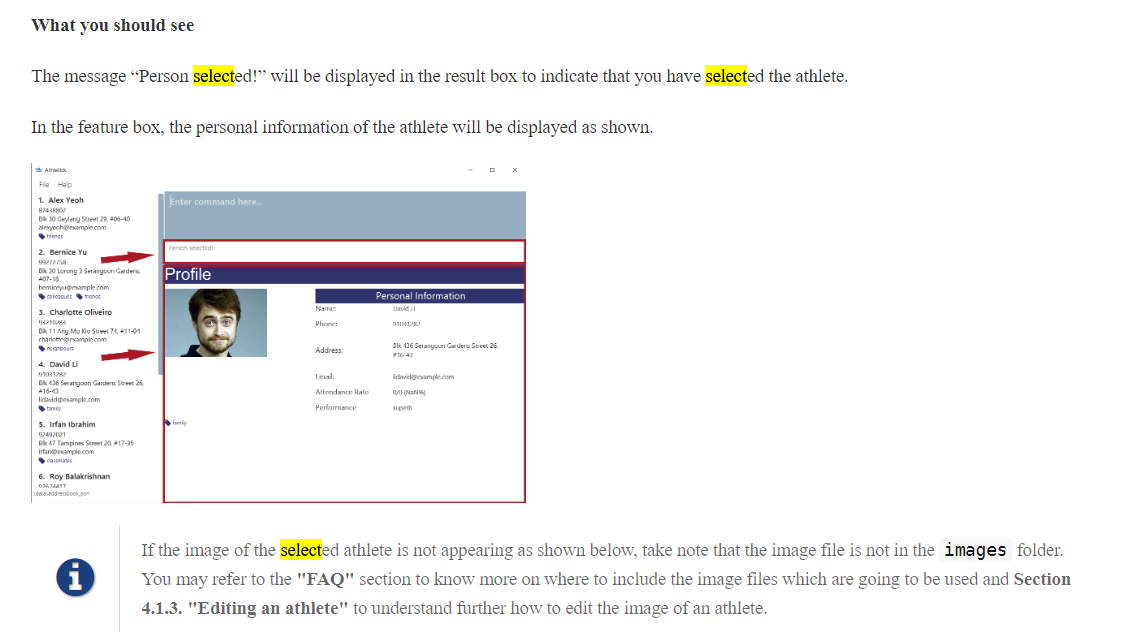 What you should see
The message “Person selected!” will be displayed in the result box to indicate that you have selected the athlete.
In the feature box, the personal information of the athlete will be displayed as shown.
Athletick
File Help
1. Alex Yeoh
87438807
Blk 30 Geylang Street 29, #06-40
alexyeoh@example.com
friends
2. Bernice Yu
99272758
Blk 30 Lorong 3 Serangoon Gardens,
#07-18
berniceyu@example.com
colleagues friends
3. Charlotte Oliveiro
93210283
Blk 11 Ang Mo Kio Street 74, #11-04
charlotte@example.com
neighbours
4. David Li
91031282
Blk 436 Serangoon Gardens Street 26,
#16-43
lidavid@example.com
family
5. Irfan Ibrahim
92492021
Blk 47 Tampines Street 20, #17-35
irfan@example.com
classmates
6. Roy Balakrishnan
92624417
\data\addressbook.json
Enter command here...
Person selected!
Profile
Personal Information
Name: David Li
Phone: 91031282
Address: Blk 436 Serangoon Gardens Street 26,
#16-43
Email: lidavid@example.com
Attendance Rate 0/0 (NaN%)
Performance superb
family
If the image of the selected athlete is not appearing as shown below, take note that the image file is not in the images folder.
You may refer to the "FAQ" section to know more on where to include the image files which are going to be used and Section
4.1.3. "Editing an athlete" to understand further how to edit the image of an athlete.